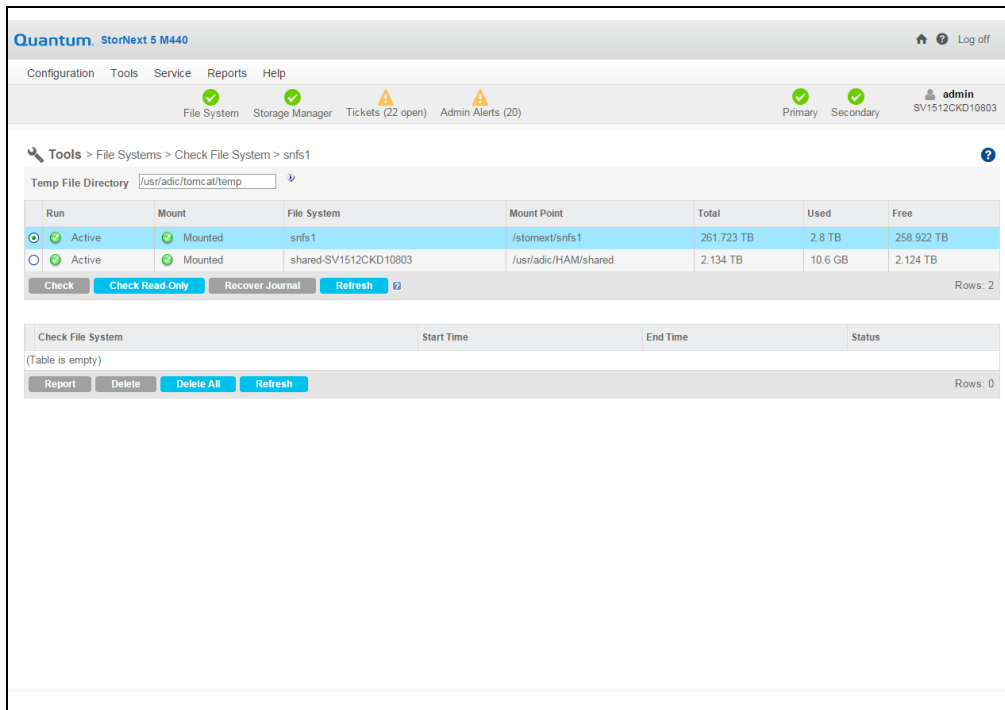 Quantum. StorNext 5 M440
Log off
Configuration Tools Service Reports Help
File System Storage Manager Tickets (22 open) Admin Alerts (20) Primary Secondary admin SV1512CKD10803
Tools > File Systems > Check File System > snfs1
Temp File Directory /usr/adic/tomcat/temp
Run Mount File System Mount Point Total Used Free
Active Mounted snfs1 /stornext/snfs1 261.723 TB 2.8 TB 258.922 TB
Active Mounted shared-SV1512CKD10803 /usr/adic/HAM/shared 2.134 TB 10.6 GB 2.124 TB
Check Check Read-Only Recover Journal Refresh Rows: 2
Check File System Start Time End Time Status
(Table is empty)
Report Delete Delete All Refresh Rows: 0